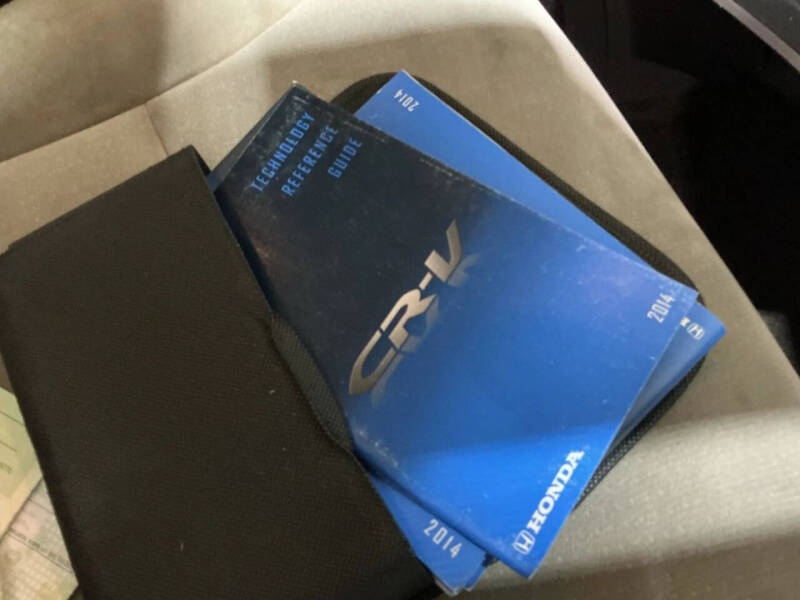 TECHNOLOGY
REFERENCE
GUIDE
CR-V
2014
HONDA
2014
2014